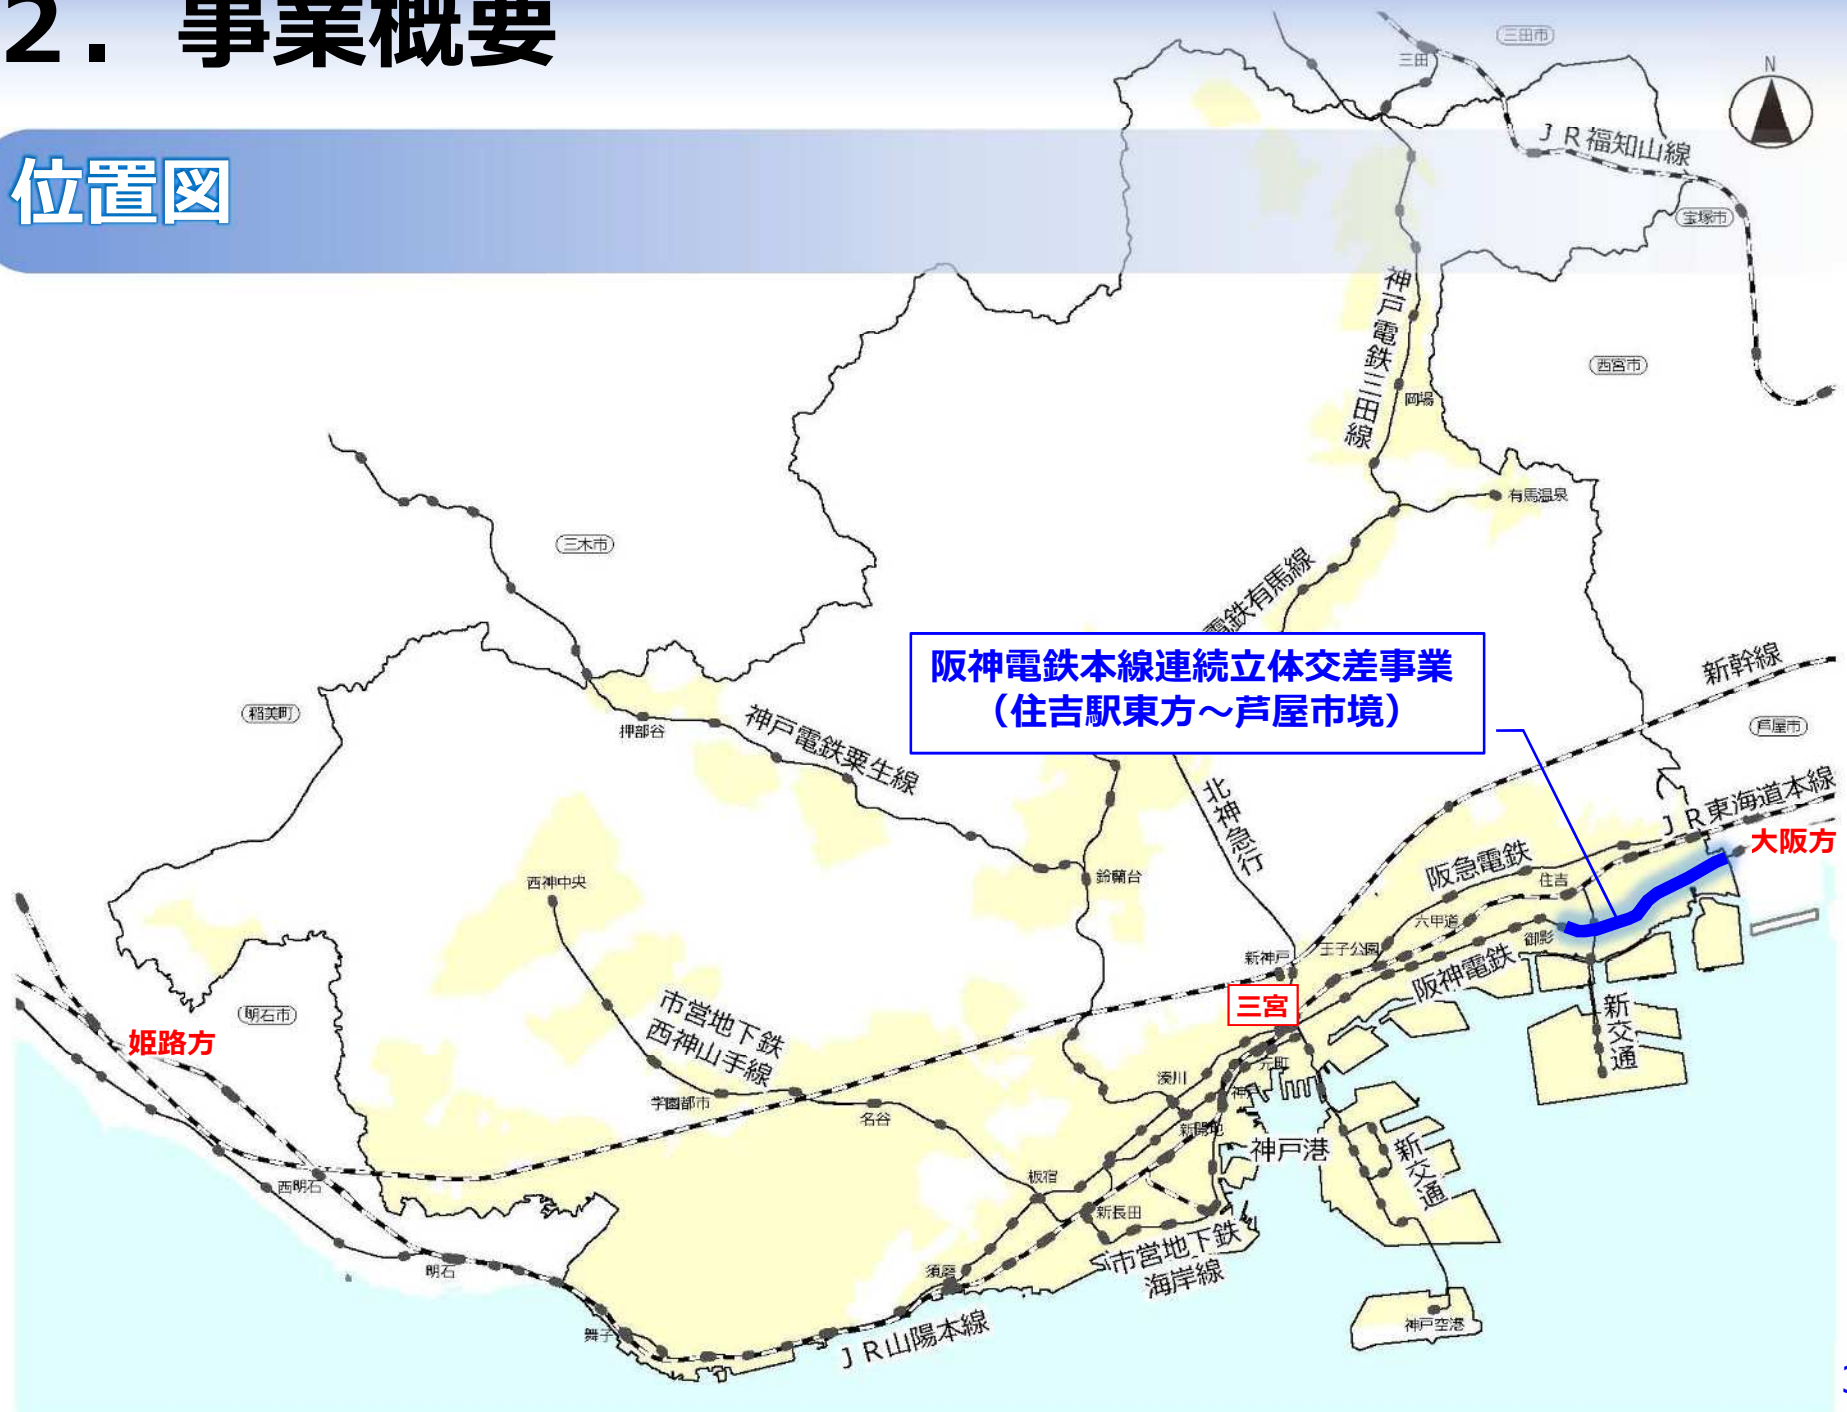 2．事業概要
位置図
三田市
三田
N
ＪＲ福知山線
宝塚市
神戸電鉄三田線
西宮市
岡場
有馬温泉
三木市
電鉄有馬線
阪神電鉄本線連続立体交差事業
（住吉駅東方～芦屋市境）
新幹線
稲美町
押部谷
神戸電鉄粟生線
芦屋市
北神急行
ＪＲ東海道本線
大阪方
阪急電鉄
西神中央
鈴蘭台
住吉
六甲道
御影
王子公園
新神戸
阪神電鉄
三宮
新交通
市営地下鉄
西神山手線
明石市
姫路方
元町
湊川
神戸
学園都市
名谷
新開地
神戸港
新交通
板宿
西明石
新長田
市営地下鉄
海岸線
明石
須磨
舞子
ＪＲ山陽本線
神戸空港